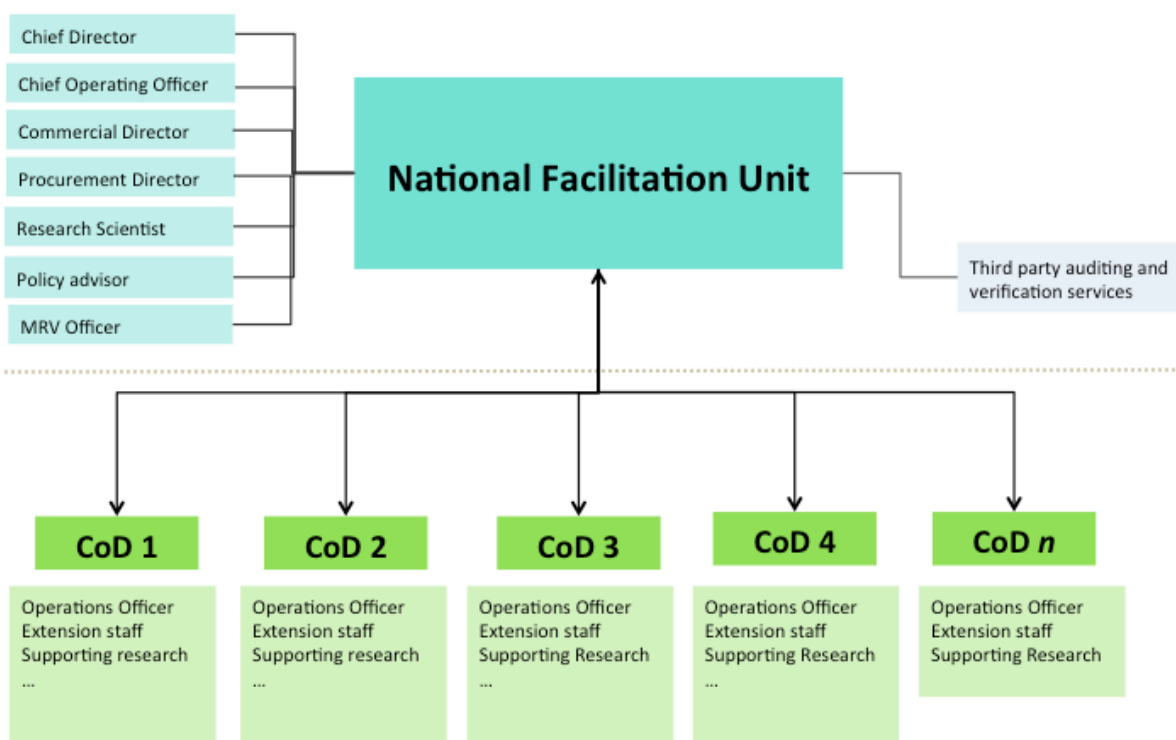 Chief Director
Chief Operating Officer
Commercial Director
Procurement Director
Research Scientist
Policy advisor
MRV Officer
National Facilitation Unit
Third party auditing and
verification services
CoD 1
Operations Officer
Extension staff
Supporting research
...
CoD 2
Operations Officer
Extension staff
Supporting research
...
CoD 3
Operations Officer
Extension staff
Supporting Research
...
CoD 4
Operations Officer
Extension staff
Supporting Research
...
CoD n
Operations Officer
Extension staff
Supporting Research